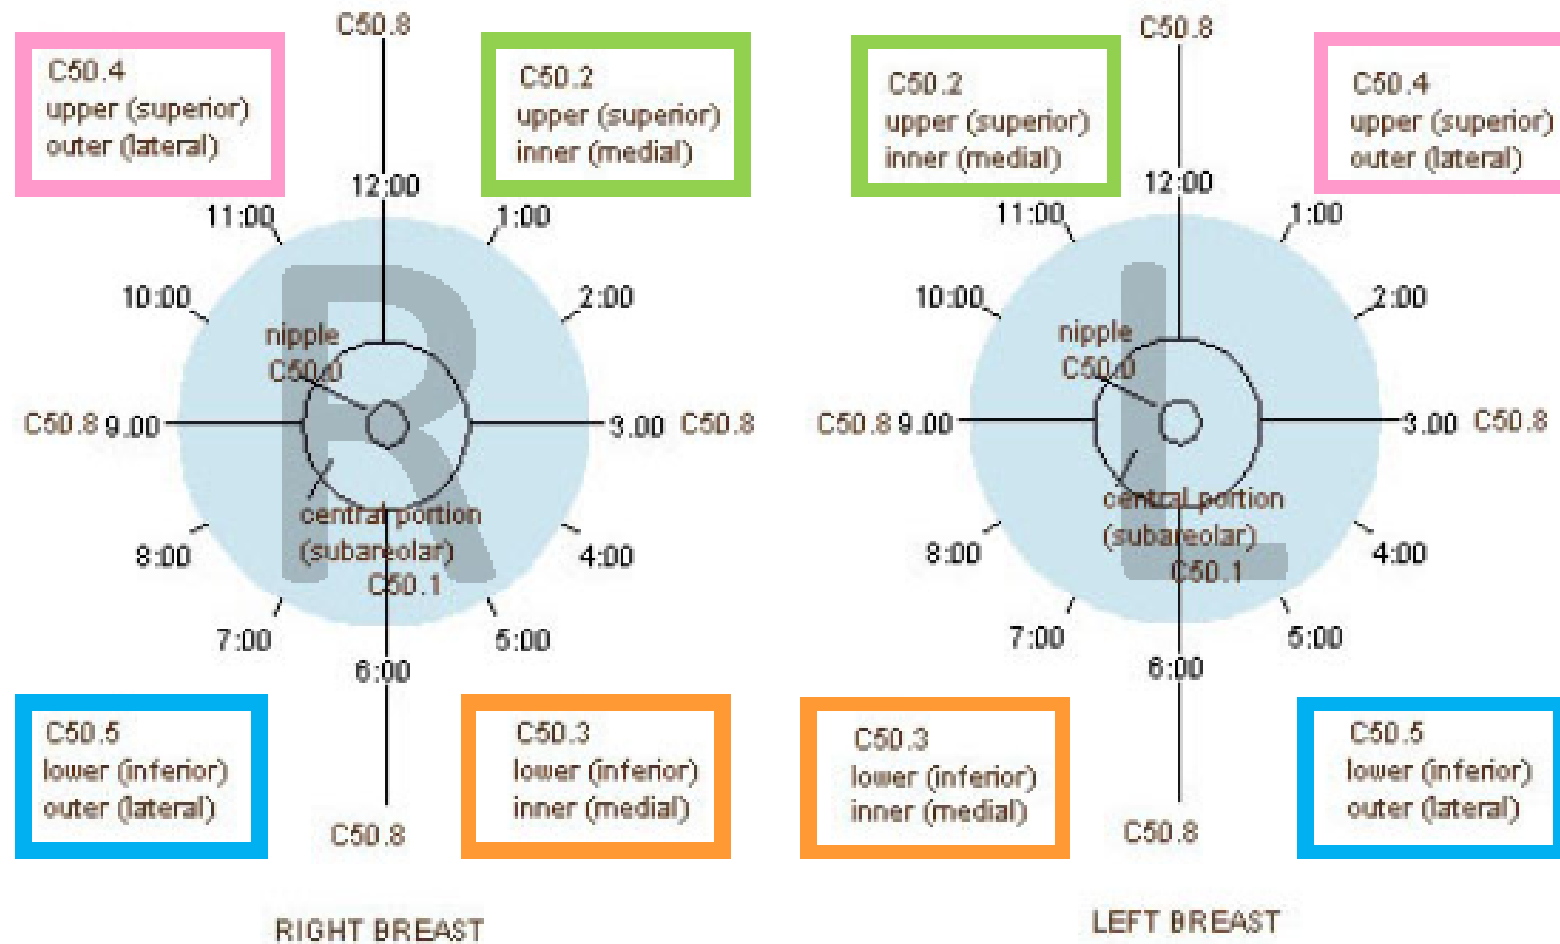 C50.8
C50.4
upper (superior)
outer (lateral)
C50.2
upper (superior)
inner (medial)
12:00
11:00
1:00
10:00
2:00
nipple
C50.0
C50.8 9.00
3.00 C50.8
R
central portion
(subareolar)
C50.1
8:00
4:00
7:00
5:00
6:00
C50.5
lower (inferior)
outer (lateral)
C50.3
lower (inferior)
inner (medial)
C50.8
RIGHT BREAST
C50.8
C50.2
upper (superior)
inner (medial)
C50.4
upper (superior)
outer (lateral)
12:00
11:00
1:00
10:00
2:00
nipple
C50.0
C50.8 9.00
3.00 C50.8
L
central portion
(subareolar)
C50.1
8:00
4:00
7:00
5:00
6:00
C50.3
lower (inferior)
inner (medial)
C50.5
lower (inferior)
outer (lateral)
C50.8
LEFT BREAST